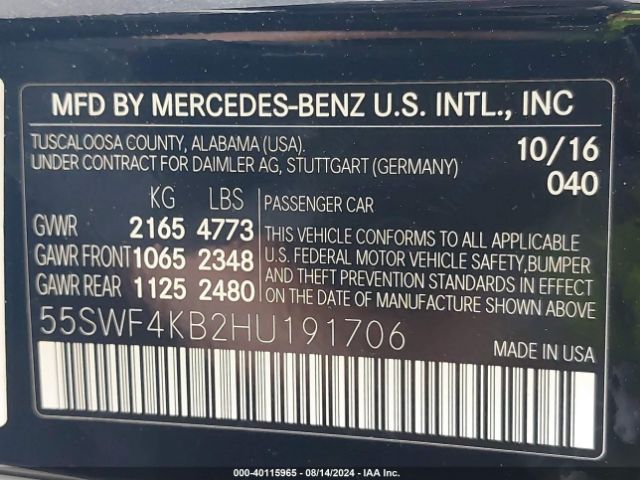 MFD BY MERCEDES-BENZ U.S. INTL., INC
TUSCALOOSA COUNTY, ALABAMA (USA).
UNDER CONTRACT FOR DAIMLER AG, STUTTGART (GERMANY)
10/16
040
KG LBS
GVWR 2165 4773
GAWR FRONT 1065 2348
GAWR REAR 1125 2480
PASSENGER CAR
THIS VEHICLE CONFORMS TO ALL APPLICABLE
U.S. FEDERAL MOTOR VEHICLE SAFETY, BUMPER
AND THEFT PREVENTION STANDARDS IN EFFECT
ON THE DATE OF MANUFACTURE SHOWN ABOVE.
55SWF4KB2HU191706
MADE IN USA
000-40115965 - 08/14/2024 - IAA Inc.